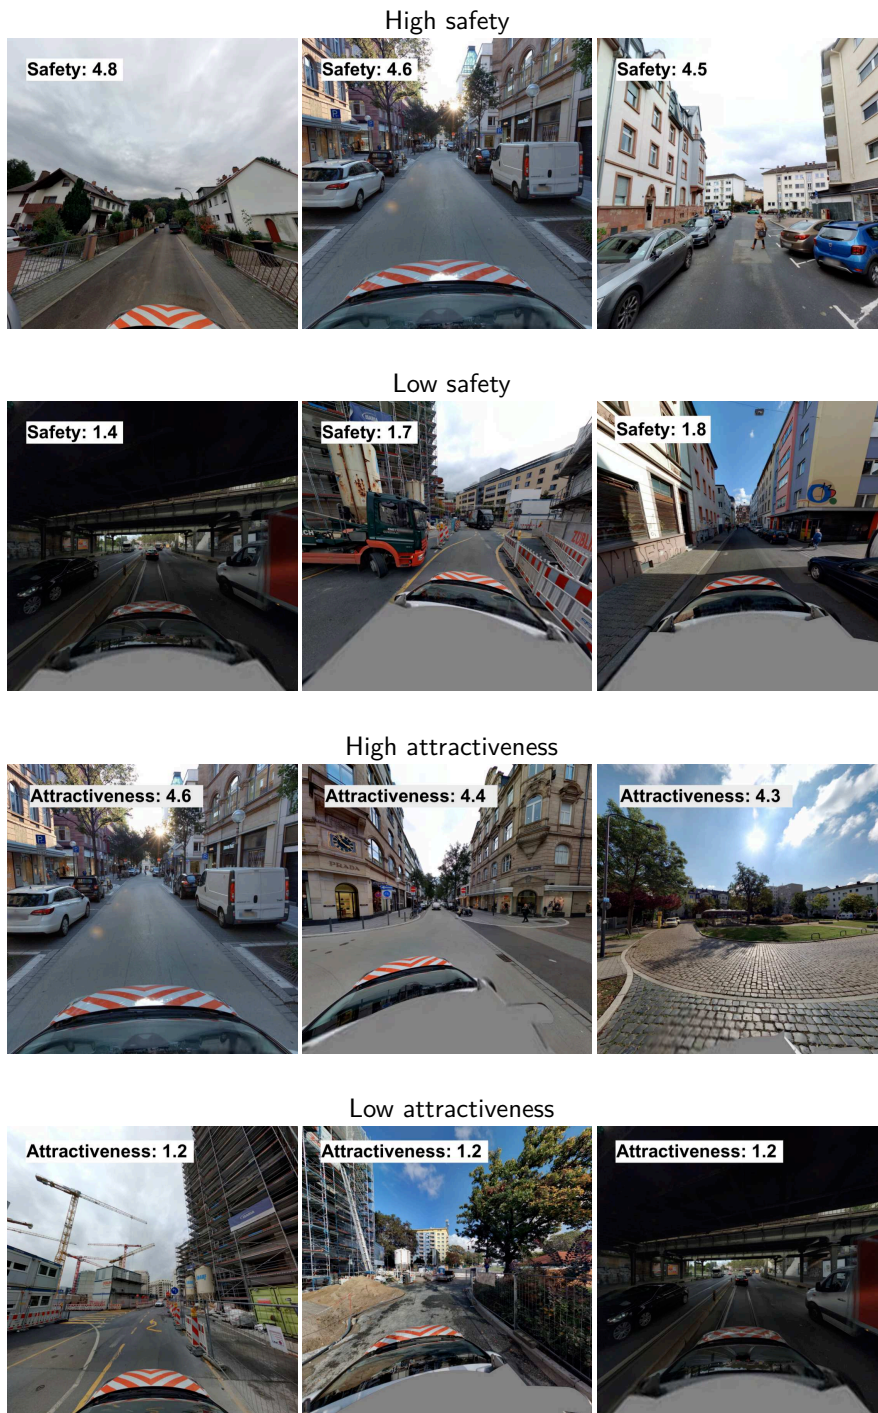 High safety
Safety: 4.8
Safety: 4.6
Safety: 4.5
Low safety
Safety: 1.4
Safety: 1.7
Safety: 1.8
High attractiveness
Attractiveness: 4.6
Attractiveness: 4.4
PRADA
Attractiveness: 4.3
Low attractiveness
Attractiveness: 1.2
Attractiveness: 1.2
Attractiveness: 1.2